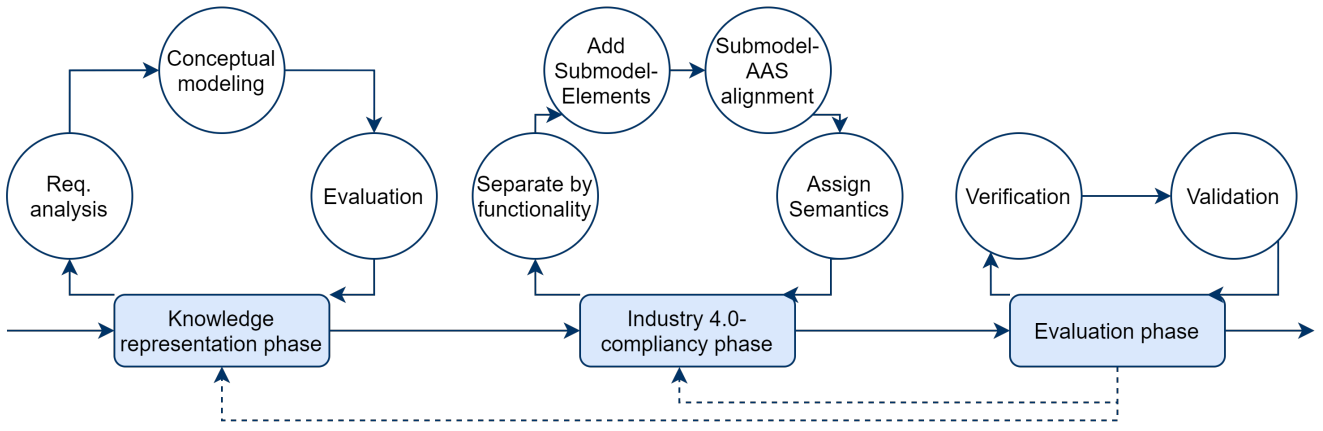 Conceptual
modeling
Req.
analysis
Evaluation
Knowledge
representation phase
Add
Submodel-
Elements
Submodel-
AAS
alignment
Separate by
functionality
Assign
Semantics
Industry 4.0-
compliancy phase
Verification
Validation
Evaluation phase